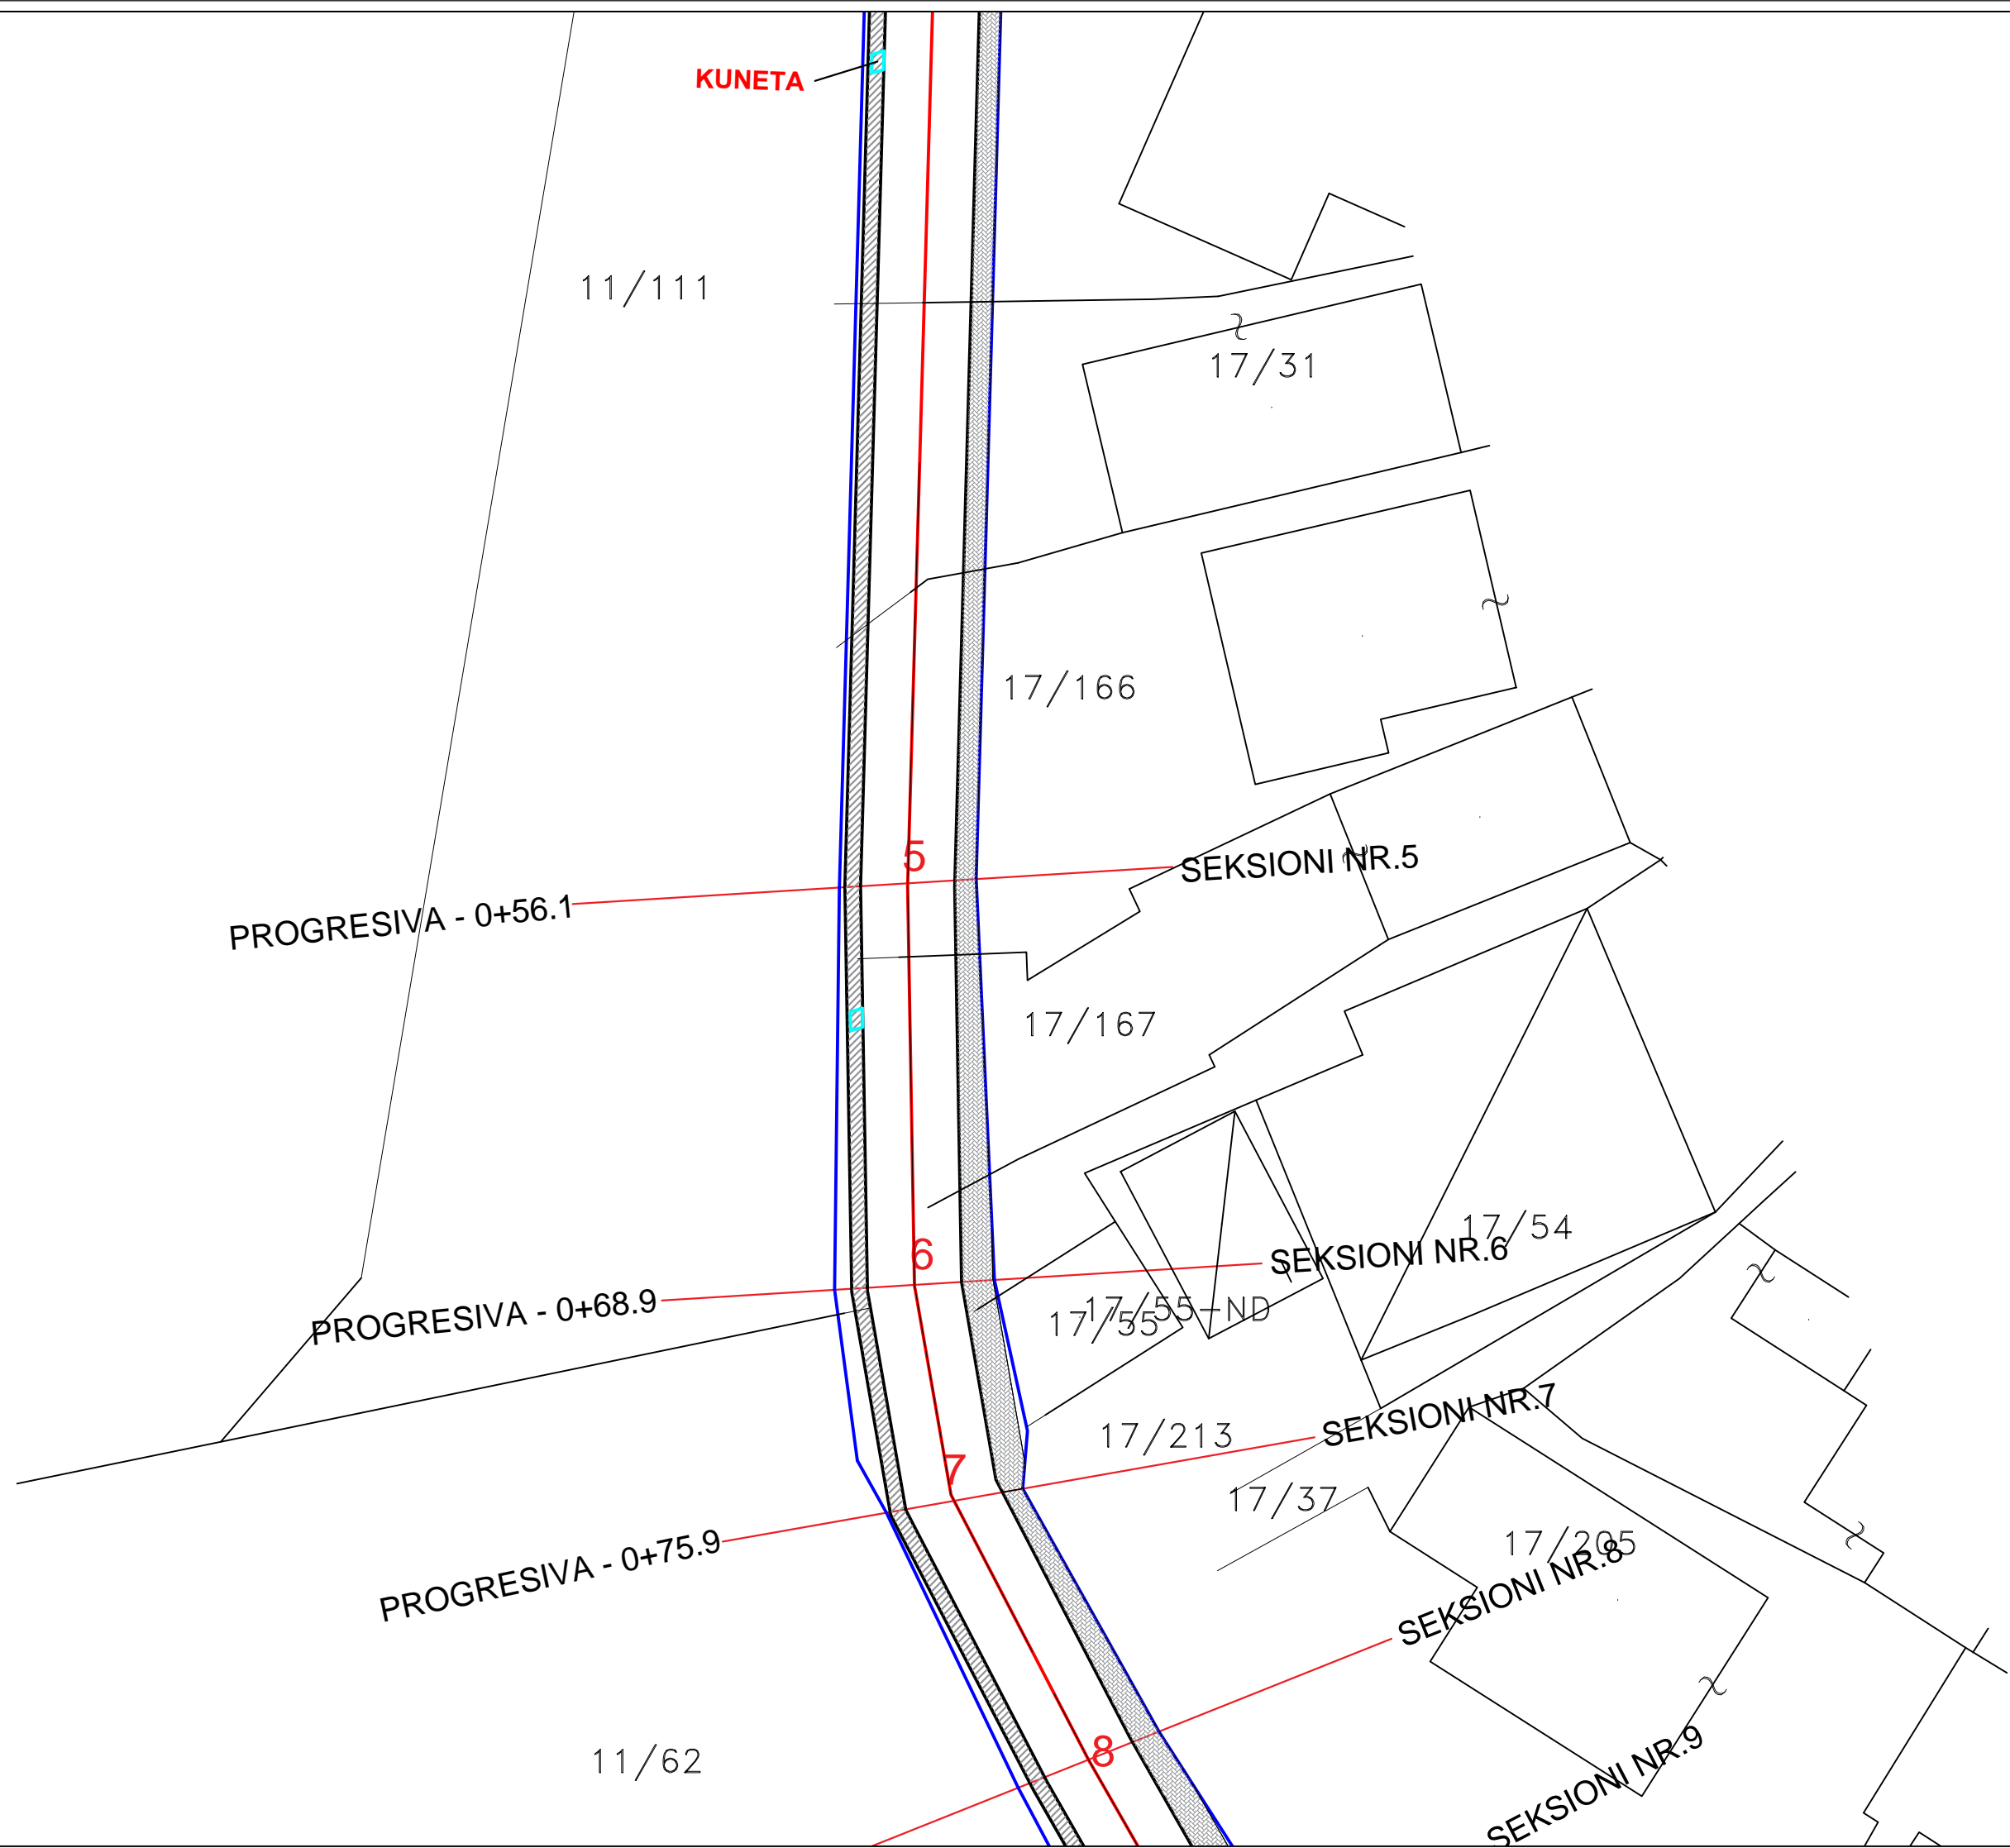 KUNETA
11/111
17/31
17/166
5
SEKSIONI NR.5
PROGRESIVA - 0+56.1
17/167
17/54
6
SEKSIONI NR.6
PROGRESIVA - 0+68.9
17/55-ND
17/55
17/213
SEKSIONI NR.7
7
17/37
PROGRESIVA - 0+75.9
17/205
SEKSIONI NR.8
8
11/62
SEKSIONI NR.9